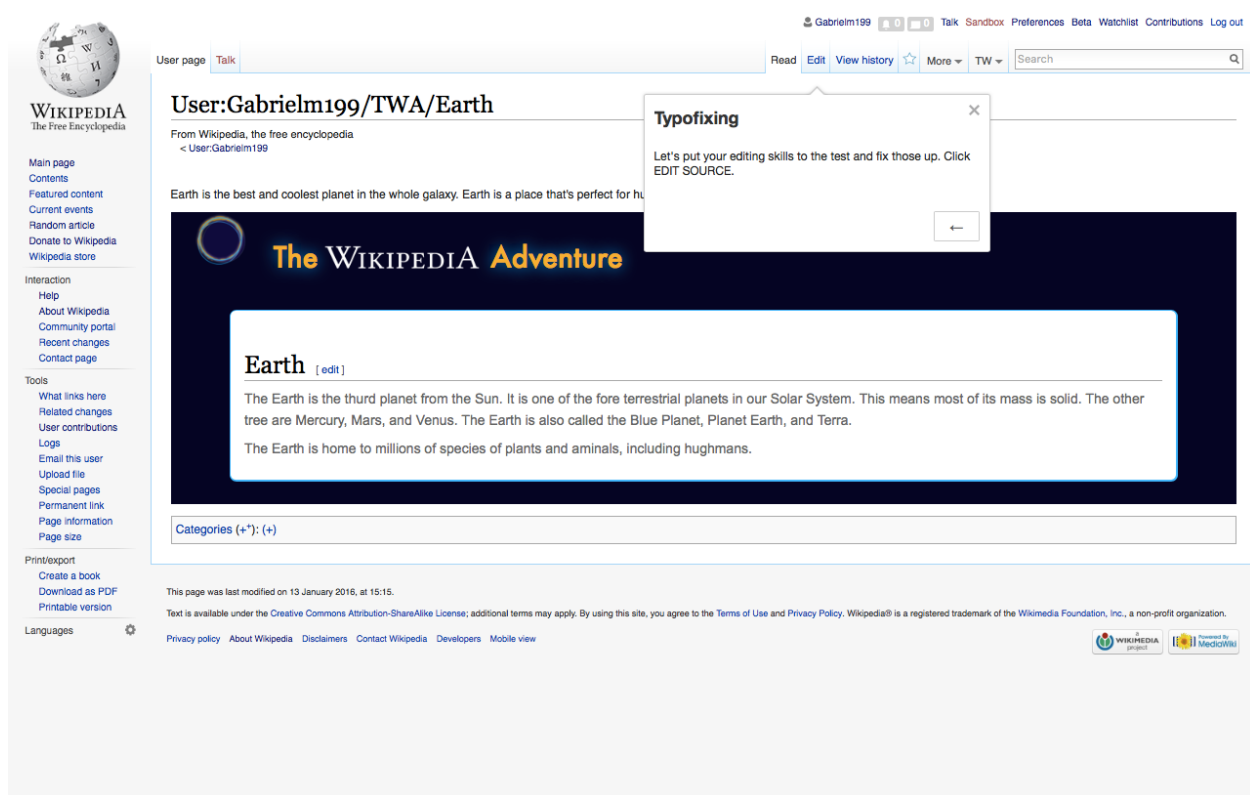 Gabrielm199 0 0 Talk Sandbox Preferences Beta Watchlist Contributions Log out
User page Talk Read Edit View history More TW Search
WIKIPEDIA
The Free Encyclopedia
Main page
Contents
Featured content
Current events
Random article
Donate to Wikipedia
Wikipedia store
Interaction
Help
About Wikipedia
Community portal
Recent changes
Contact page
Tools
What links here
Related changes
User contributions
Logs
Email this user
Upload file
Special pages
Permanent link
Page information
Page size
Print/export
Create a book
Download as PDF
Printable version
Languages
User:Gabrielm199/TWA/Earth
From Wikipedia, the free encyclopedia
< User:Gabrielm199
Earth is the best and coolest planet in the whole galaxy. Earth is a place that's perfect for
Typofixing ×
Let's put your editing skills to the test and fix those up. Click
EDIT SOURCE.
←
The WIKIPEDIA Adventure
Earth [ edit ]
The Earth is the thurd planet from the Sun. It is one of the fore terrestrial planets in our Solar System. This means most of its mass is solid. The other
tree are Mercury, Mars, and Venus. The Earth is also called the Blue Planet, Planet Earth, and Terra.
The Earth is home to millions of species of plants and aminals, including hughmans.
Categories (+⁺): (+)
This page was last modified on 13 January 2016, at 15:15.
Text is available under the Creative Commons Attribution-ShareAlike License; additional terms may apply. By using this site, you agree to the Terms of Use and Privacy Policy. Wikipedia® is a registered trademark of the Wikimedia Foundation, Inc., a non-profit organization.
Privacy policy About Wikipedia Disclaimers Contact Wikipedia Developers Mobile view
a
WIKIMEDIA
project
Powered By
MediaWiki